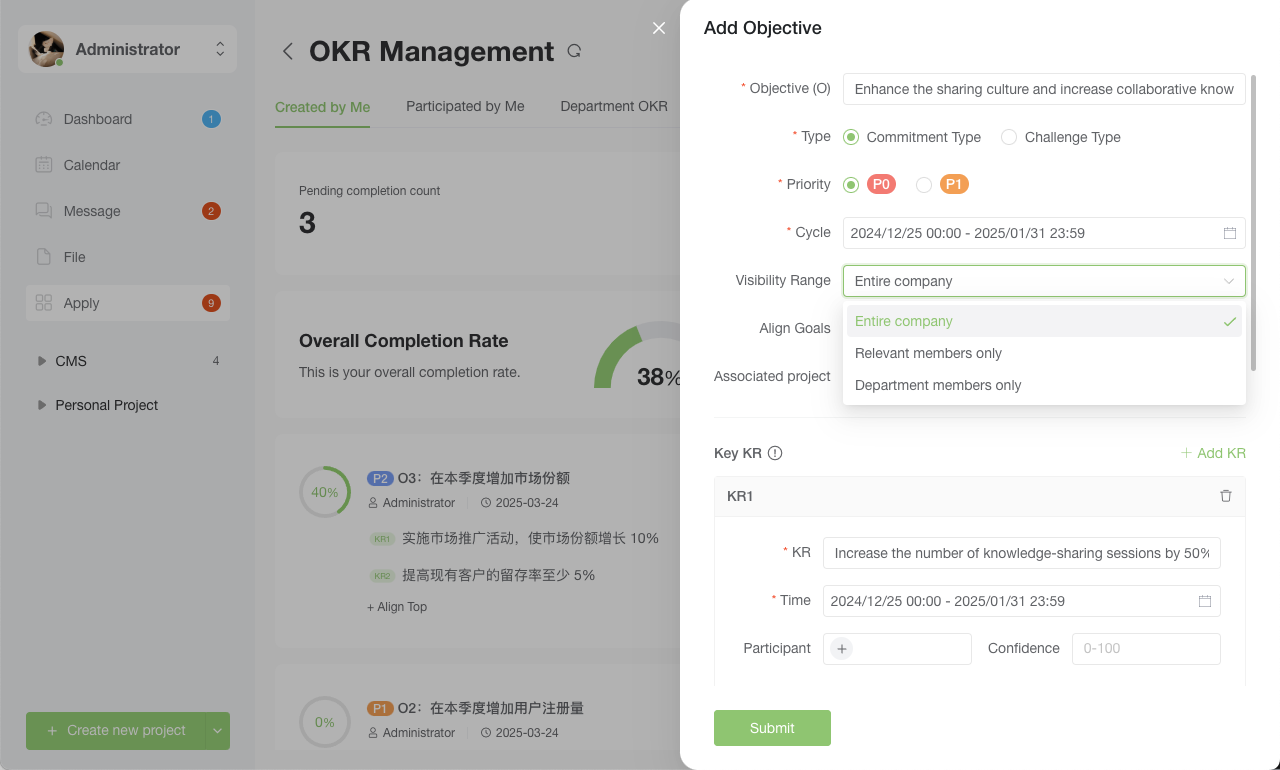 Administrator
Dashboard
1
Calendar
Message
2
File
Apply
9
CMS
4
Personal Project
+ Create new project
OKR Management
Created by Me
Participated by Me
Department OKR
Pending completion count
3
Overall Completion Rate
This is your overall completion rate.
38%
40%
P2 O3：在本季度增加市场份额
Administrator
2025-03-24
KR1 实施市场推广活动，使市场份额增长 10%
KR2 提高现有客户的留存率至少 5%
+ Align Top
0%
P1 O2：在本季度增加用户注册量
Administrator
2025-03-24
Add Objective
* Objective (O)
Enhance the sharing culture and increase collaborative know
* Type
Commitment Type
Challenge Type
* Priority
P0
P1
* Cycle
2024/12/25 00:00 - 2025/01/31 23:59
Visibility Range
Entire company
Entire company
Relevant members only
Department members only
Align Goals
Associated project
Key KR
+ Add KR
KR1
* KR
Increase the number of knowledge-sharing sessions by 50%
* Time
2024/12/25 00:00 - 2025/01/31 23:59
Participant
+
Confidence
0-100
Submit